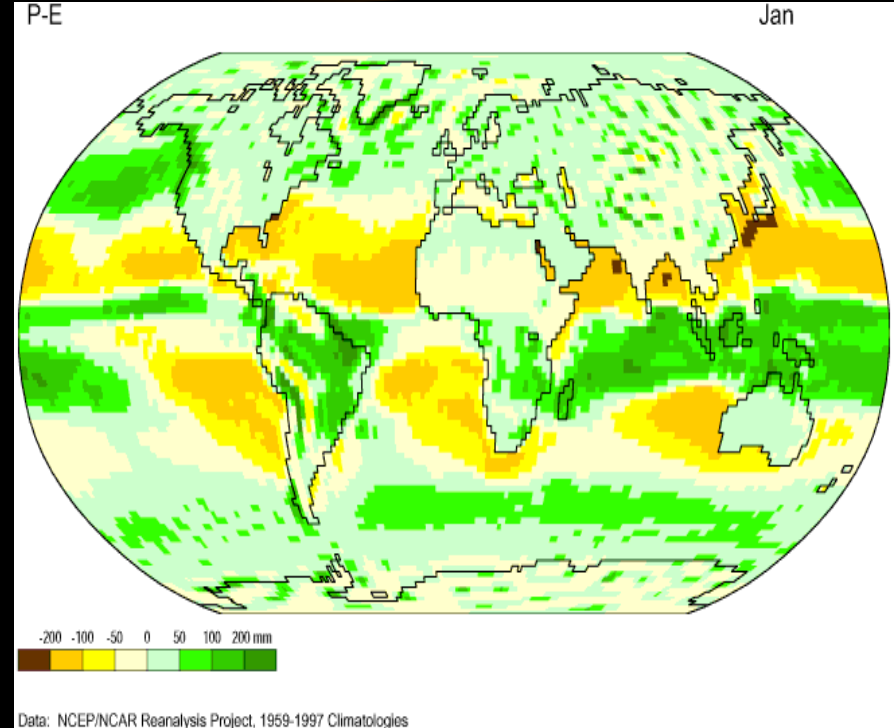 P-E Jan
-200 -100 -50 0 50 100 200 mm
Data: NCEP/NCAR Reanalysis Project, 1959-1997 Climatologies